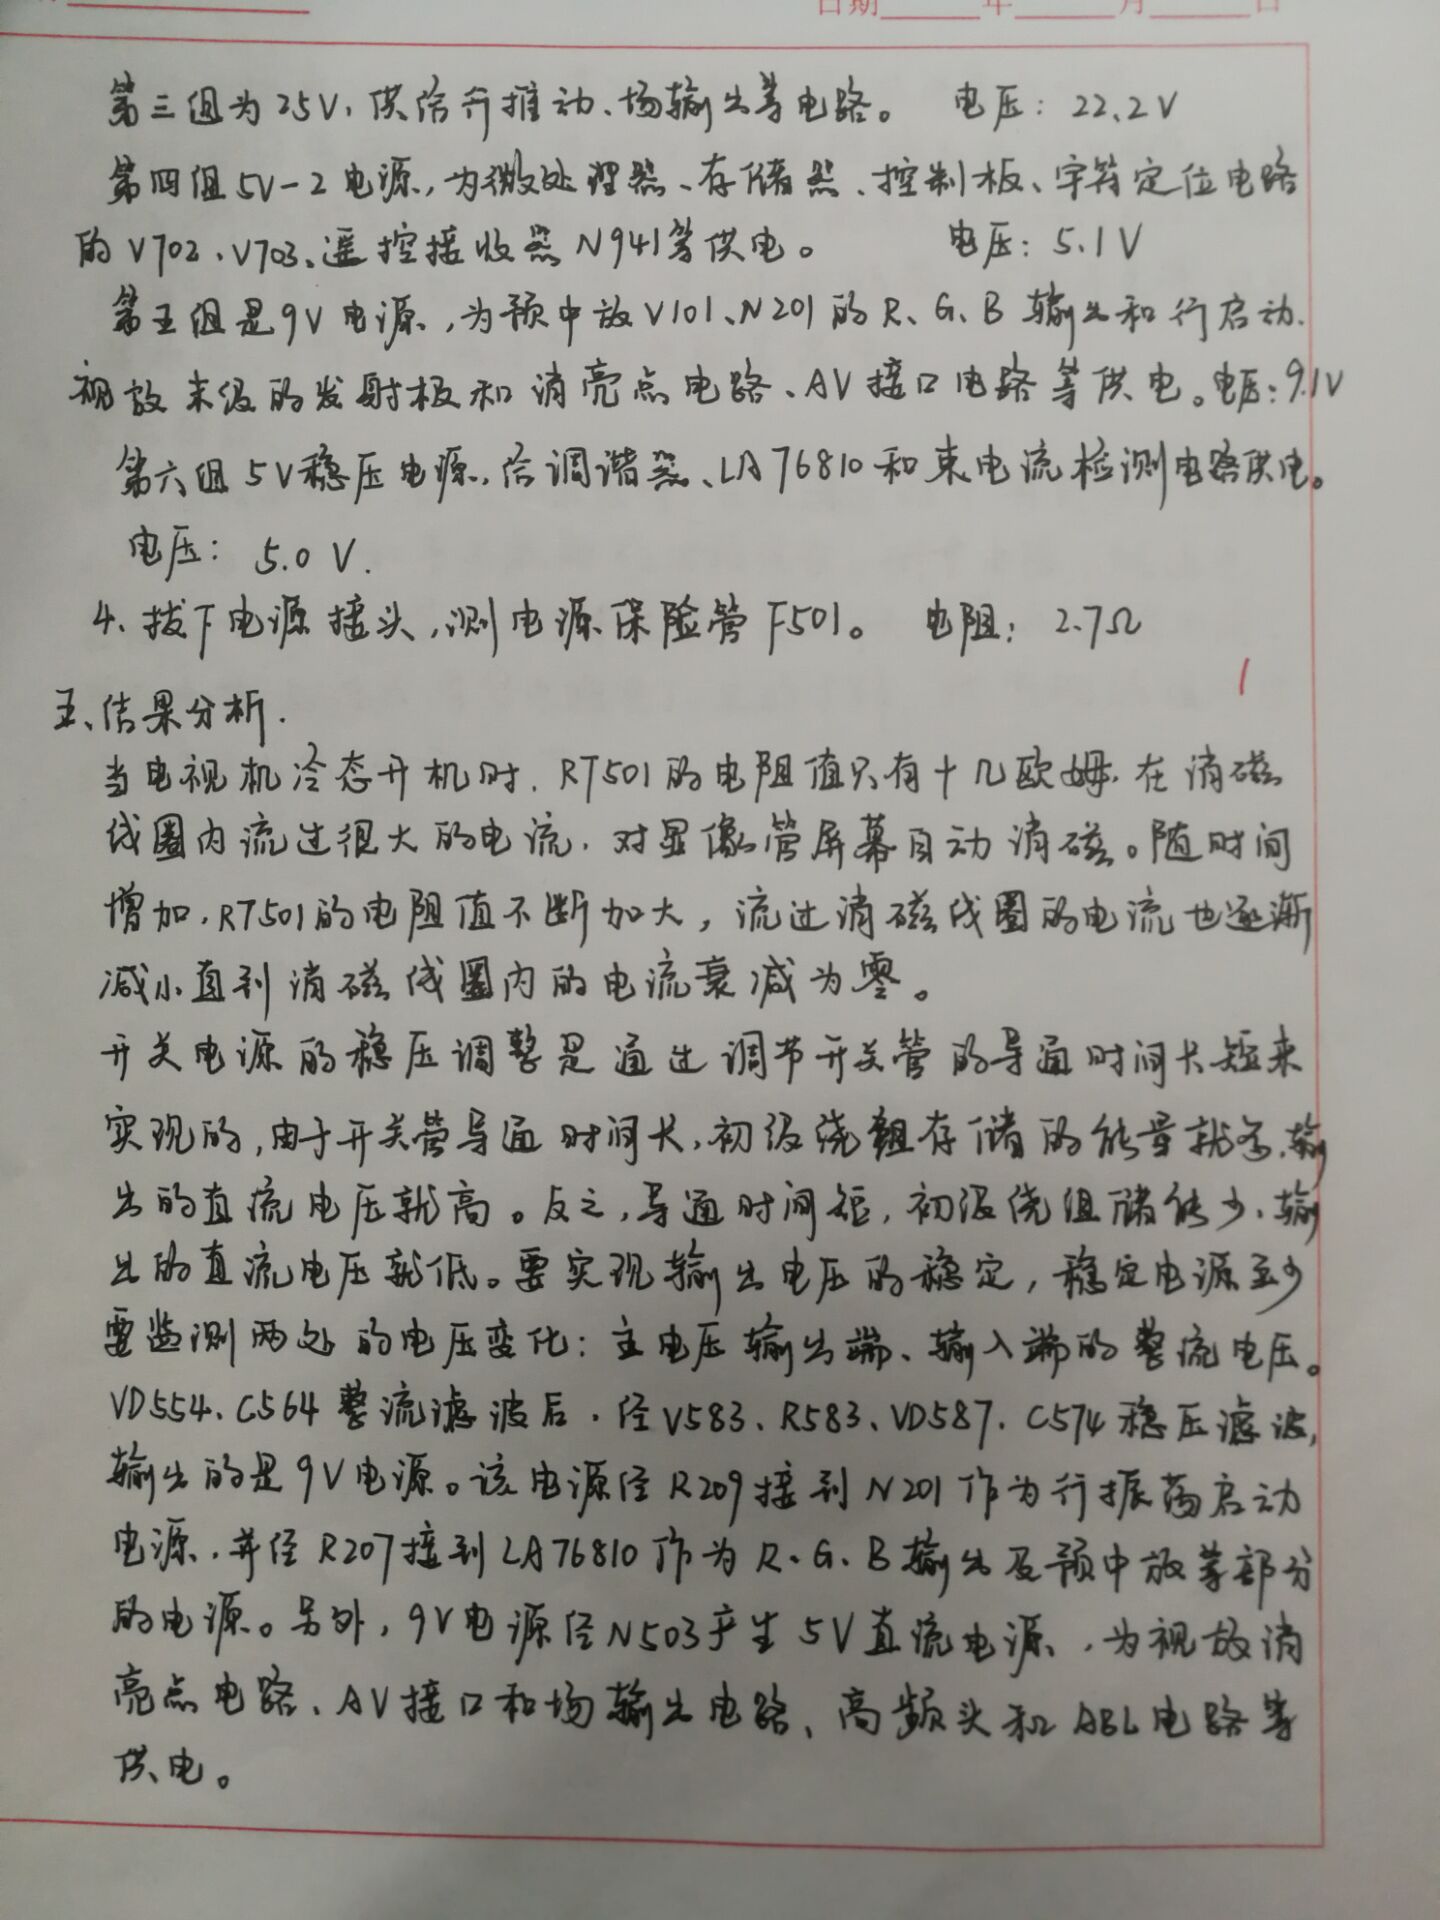 日期 年 月 日
第三组为25V，供给行推动、场输出等电路。 电压：22.2V
第四组5V-2电源，为微处理器、存储器、控制板、字符定位电路
的V702、V703、遥控接收器N941等供电。 电压：5.1V
第五组是9V电源，为预中放V101、N201的R、G、B输出和行启动、
视放末级的发射极和消亮点电路、AV接口电路等供电。电压：9.1V
第六组5V稳压电源，给调谐器、LA76810和束电流检测电路供电。
电压：5.0V.
4、拔下电源接头，测电源保险管F501。 电阻：2.7Ω
五、结果分析.
当电视机冷态开机时，RT501的电阻值只有十几欧姆，在消磁
线圈内流过很大的电流，对显像管屏幕自动消磁。随时间
增加，RT501的电阻值不断加大，流过消磁线圈的电流也逐渐
减小直到消磁线圈内的电流衰减为零。
开关电源的稳压调整是通过调节开关管的导通时间长短来
实现的，由于开关管导通时间长，初级绕组存储的能量就多，输
出的直流电压就高。反之，导通时间短，初级绕组储能少，输
出的直流电压就低。要实现输出电压的稳定，稳定电源至少
要监测两处的电压变化：主电压输出端、输入端的整流电压。
VD554、C564整流滤波后，经V583、R583、VD587、C574稳压滤波，
输出的是9V电源。该电源经R209接到N201作为行振荡启动
电源，并经R207接到LA76810作为R、G、B输出及预中放等部分
的电源。另外，9V电源经N503产生5V直流电源，为视放消
亮点电路、AV接口和场输出电路、高频头和ABL电路等
供电。